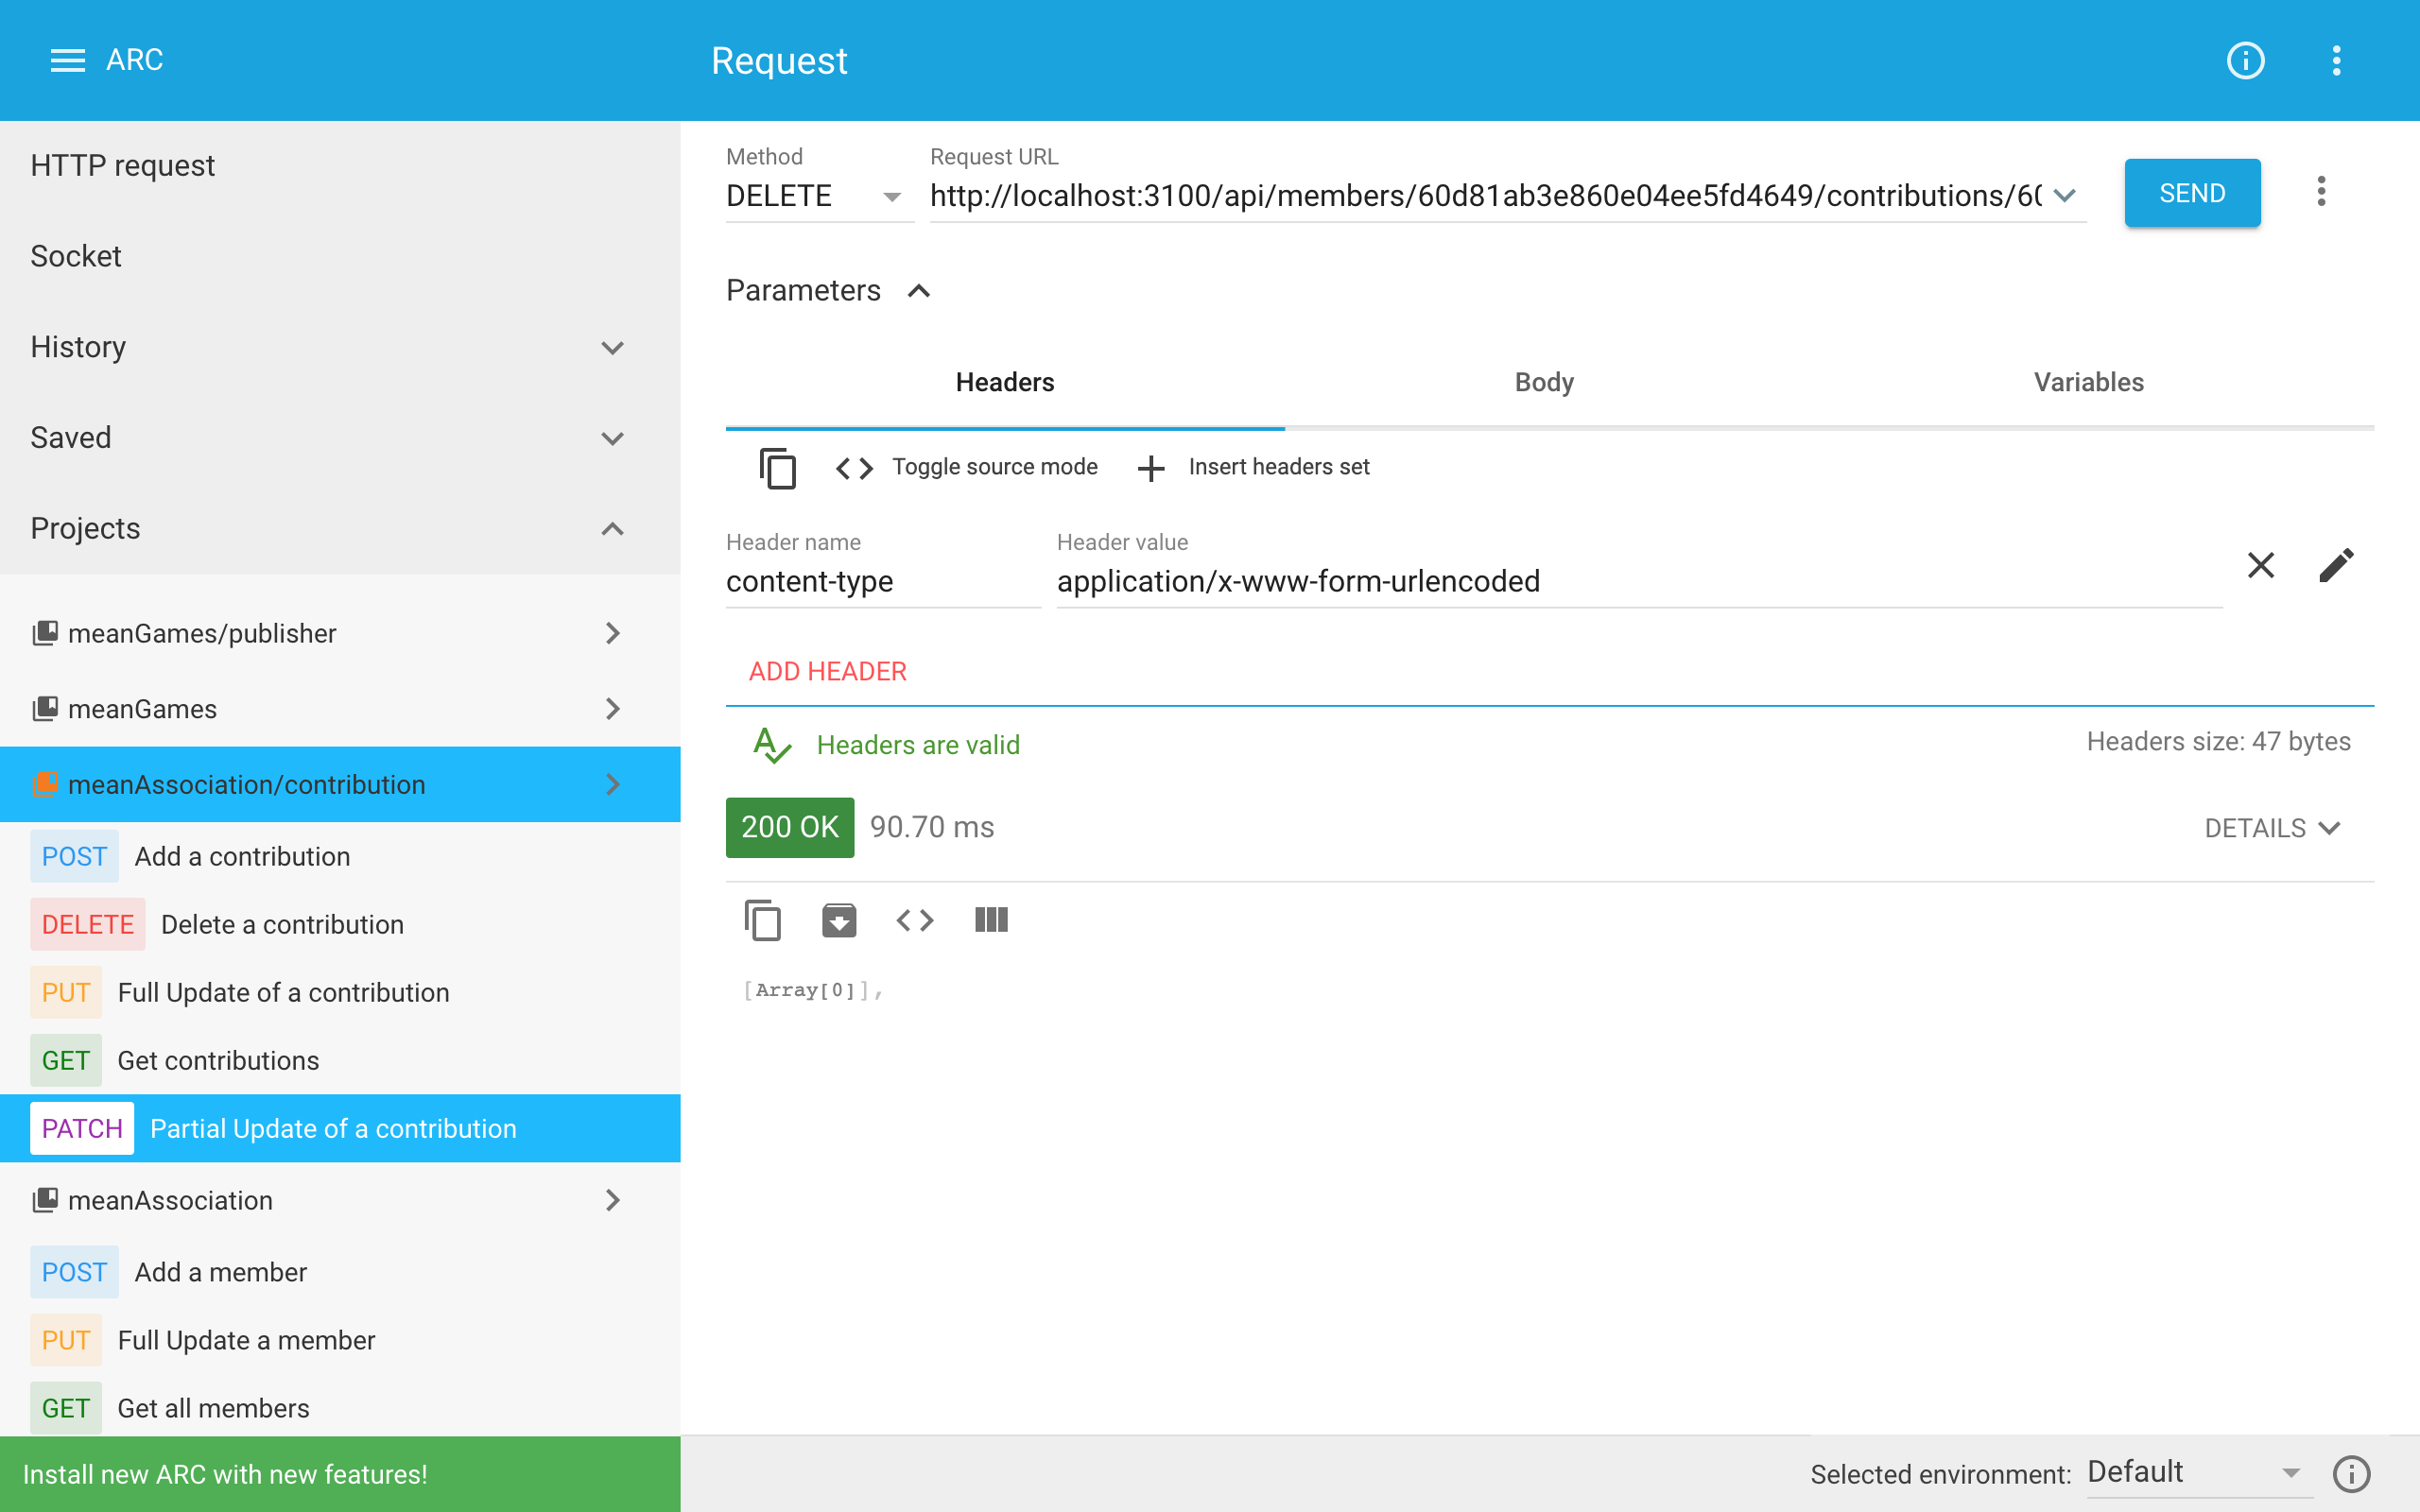 ARC
Request
HTTP request
Socket
History
Saved
Projects
meanGames/publisher
meanGames
meanAssociation/contribution
POST Add a contribution
DELETE Delete a contribution
PUT Full Update of a contribution
GET Get contributions
PATCH Partial Update of a contribution
meanAssociation
POST Add a member
PUT Full Update a member
GET Get all members
Install new ARC with new features!
Method
DELETE
Request URL
http://localhost:3100/api/members/60d81ab3e860e04ee5fd4649/contributions/60
SEND
Parameters
Headers Body Variables
Toggle source mode Insert headers set
Header name
content-type
Header value
application/x-www-form-urlencoded
ADD HEADER
Headers are valid
Headers size: 47 bytes
200 OK 90.70 ms
DETAILS
[Array[0]],
Selected environment: Default